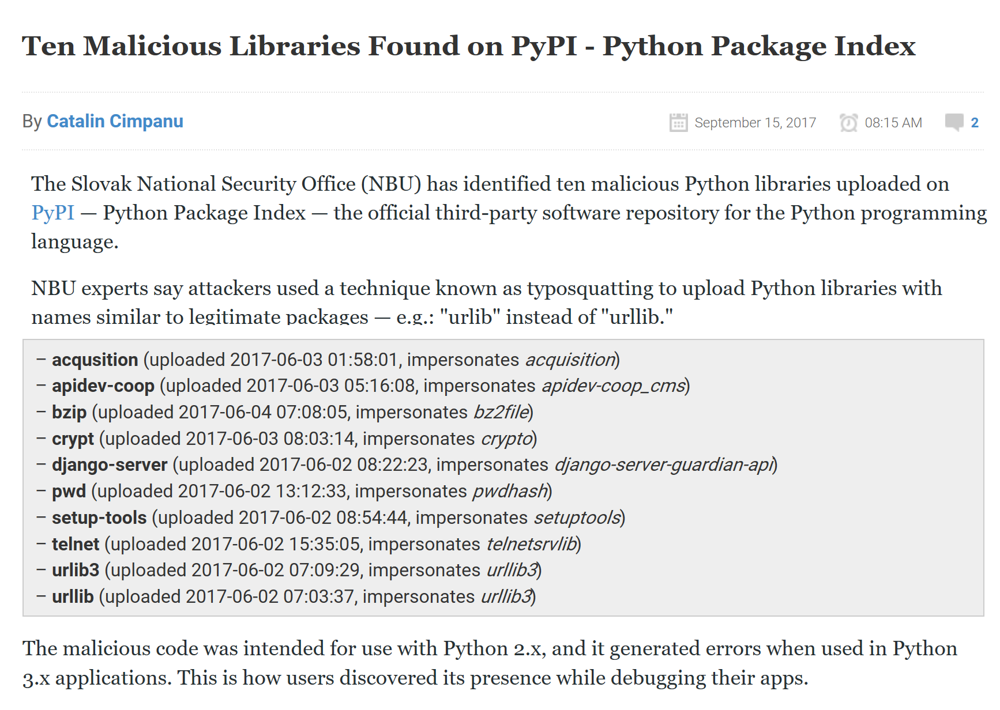 Ten Malicious Libraries Found on PyPI - Python Package Index
By Catalin Cimpanu
September 15, 2017
08:15 AM
2
The Slovak National Security Office (NBU) has identified ten malicious Python libraries uploaded on
PyPI — Python Package Index — the official third-party software repository for the Python programming
language.
NBU experts say attackers used a technique known as typosquatting to upload Python libraries with
names similar to legitimate packages — e.g.: "urlib" instead of "urllib."
– acqusition (uploaded 2017-06-03 01:58:01, impersonates acquisition)
– apidev-coop (uploaded 2017-06-03 05:16:08, impersonates apidev-coop_cms)
– bzip (uploaded 2017-06-04 07:08:05, impersonates bz2file)
– crypt (uploaded 2017-06-03 08:03:14, impersonates crypto)
– django-server (uploaded 2017-06-02 08:22:23, impersonates django-server-guardian-api)
– pwd (uploaded 2017-06-02 13:12:33, impersonates pwdhash)
– setup-tools (uploaded 2017-06-02 08:54:44, impersonates setuptools)
– telnet (uploaded 2017-06-02 15:35:05, impersonates telnetsrvlib)
– urlib3 (uploaded 2017-06-02 07:09:29, impersonates urllib3)
– urllib (uploaded 2017-06-02 07:03:37, impersonates urllib3)
The malicious code was intended for use with Python 2.x, and it generated errors when used in Python
3.x applications. This is how users discovered its presence while debugging their apps.